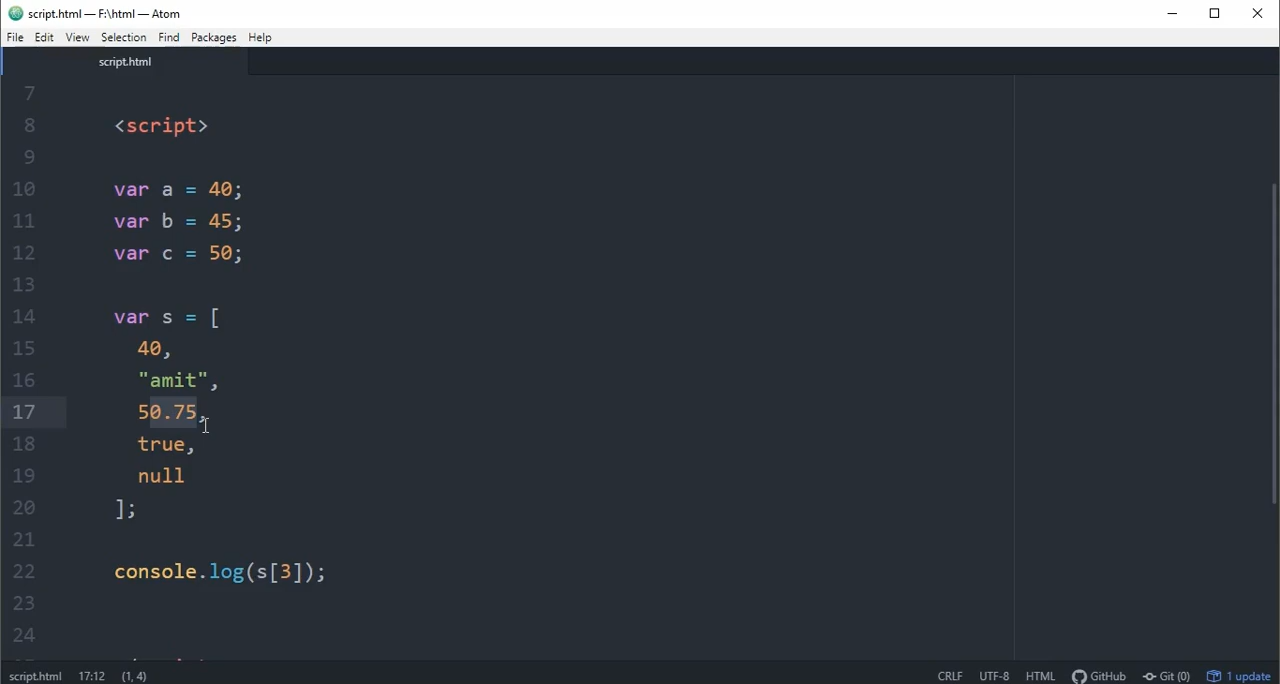 script.html — F:\html — Atom
File Edit View Selection Find Packages Help
script.html
7
8 <script>
9
10 var a = 40;
11 var b = 45;
12 var c = 50;
13
14 var s = [
15 40,
16 "amit",
17 50.75,
18 true,
19 null
20 ];
21
22 console.log(s[3]);
23
24
script.html 17:12 (1, 4) CRLF UTF-8 HTML GitHub Git (0) 1 update